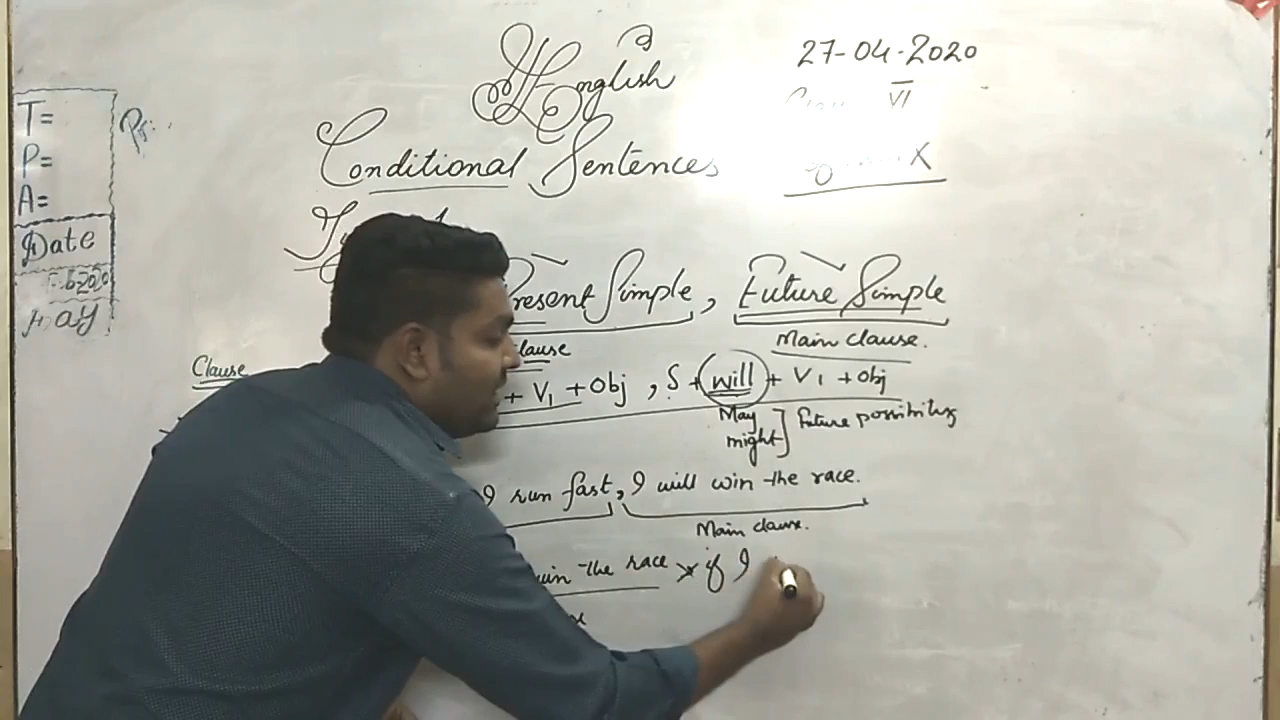 English
27-04-2020
VI
X
T=
P=
A=
Date
Conditional Sentences
Present Simple, Future Simple
Main clause.
Clause
+ V1 + Obj , S + will + V1 + Obj
May
might ] Future possibility
I run fast, I will win the race.
Main clause.
win the race × if I